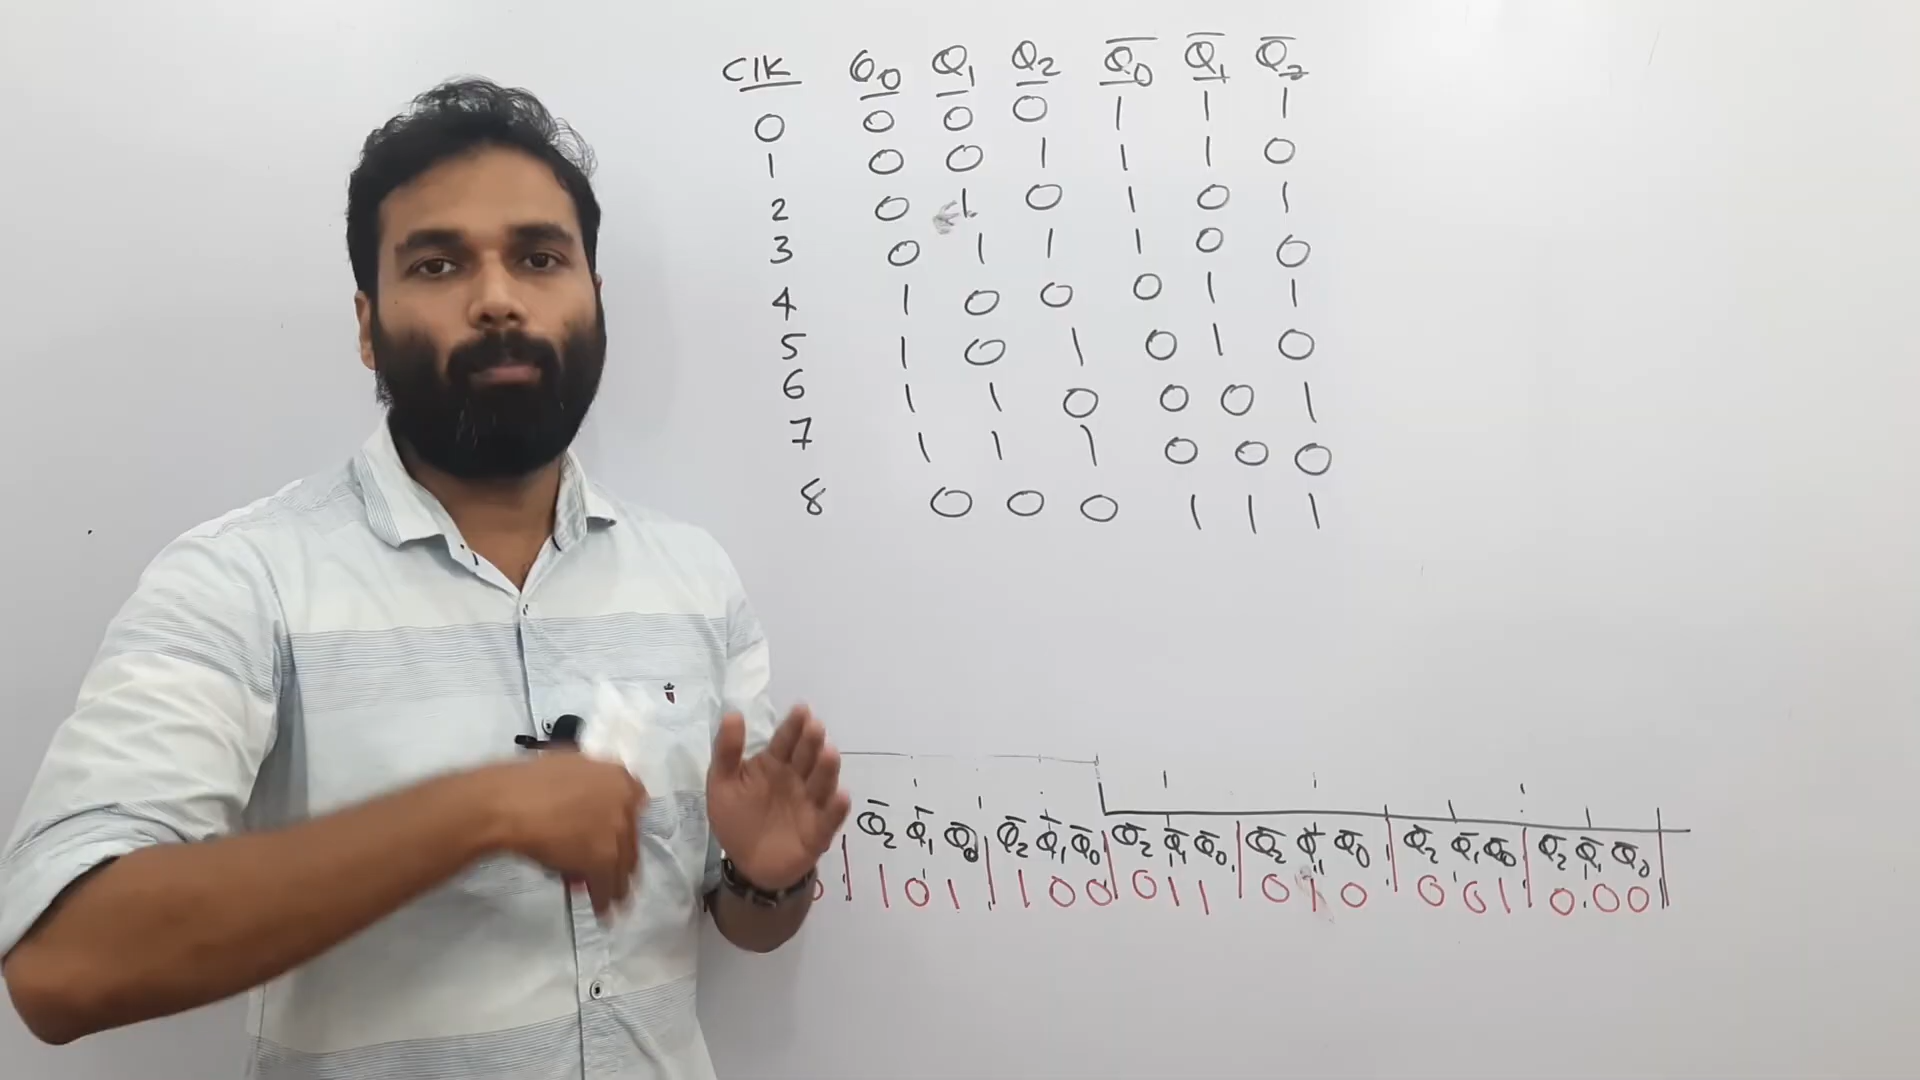 CLK Q0 Q1 Q2 Q̅0 Q̅1 Q̅2
0 0 0 0 1 1 1
1 0 0 1 1 1 0
2 0 1 0 1 0 1
3 0 1 1 1 0 0
4 1 0 0 0 1 1
5 1 0 1 0 1 0
6 1 1 0 0 0 1
7 1 1 1 0 0 0
8 0 0 0 1 1 1
Q̅2 Q̅1 Q̅0 Q̅2 Q̅1 Q̅0 Q̅2 Q̅1 Q̅0 Q̅2 Q̅1 Q̅0 Q̅2 Q̅1 Q̅0 Q̅2 Q̅1 Q̅0
0 | 1 0 1 | 1 0 0 0 1 1 | 0 1 0 | 0 0 1 | 0 0 0 |